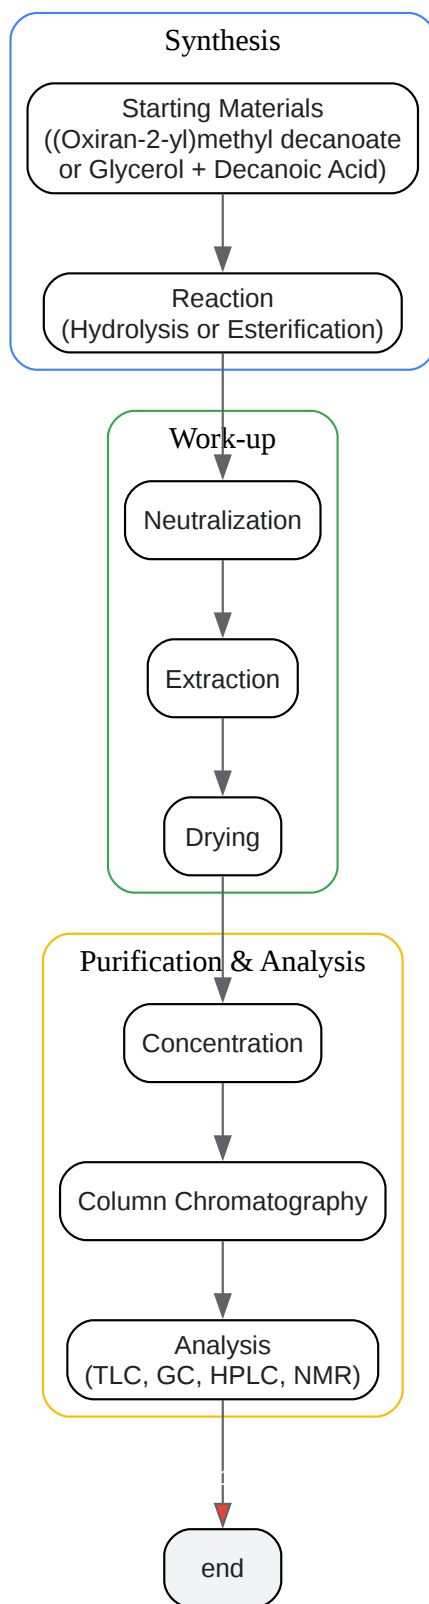 Synthesis
Starting Materials
((Oxiran-2-yl)methyl decanoate
or Glycerol + Decanoic Acid)
Reaction
(Hydrolysis or Esterification)
Work-up
Neutralization
Extraction
Drying
Purification & Analysis
Concentration
Column Chromatography
Analysis
(TLC, GC, HPLC, NMR)
end